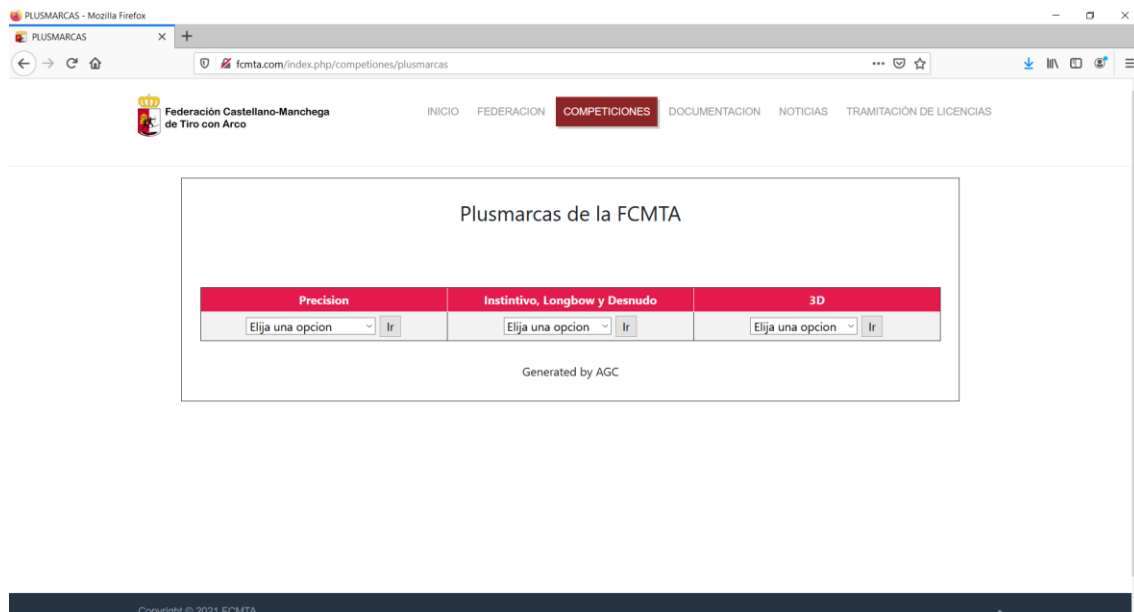 PLUSMARCAS - Mozilla Firefox
PLUSMARCAS
fcmta.com/index.php/competiones/plusmarcas
Federación Castellano-Manchega
de Tiro con Arco
INICIO FEDERACION COMPETICIONES DOCUMENTACION NOTICIAS TRAMITACIÓN DE LICENCIAS
Plusmarcas de la FCMTA
Precision Instintivo, Longbow y Desnudo 3D
Elija una opcion Ir Elija una opcion Ir Elija una opcion Ir
Generated by AGC
Copyright © 2021 FCMTA